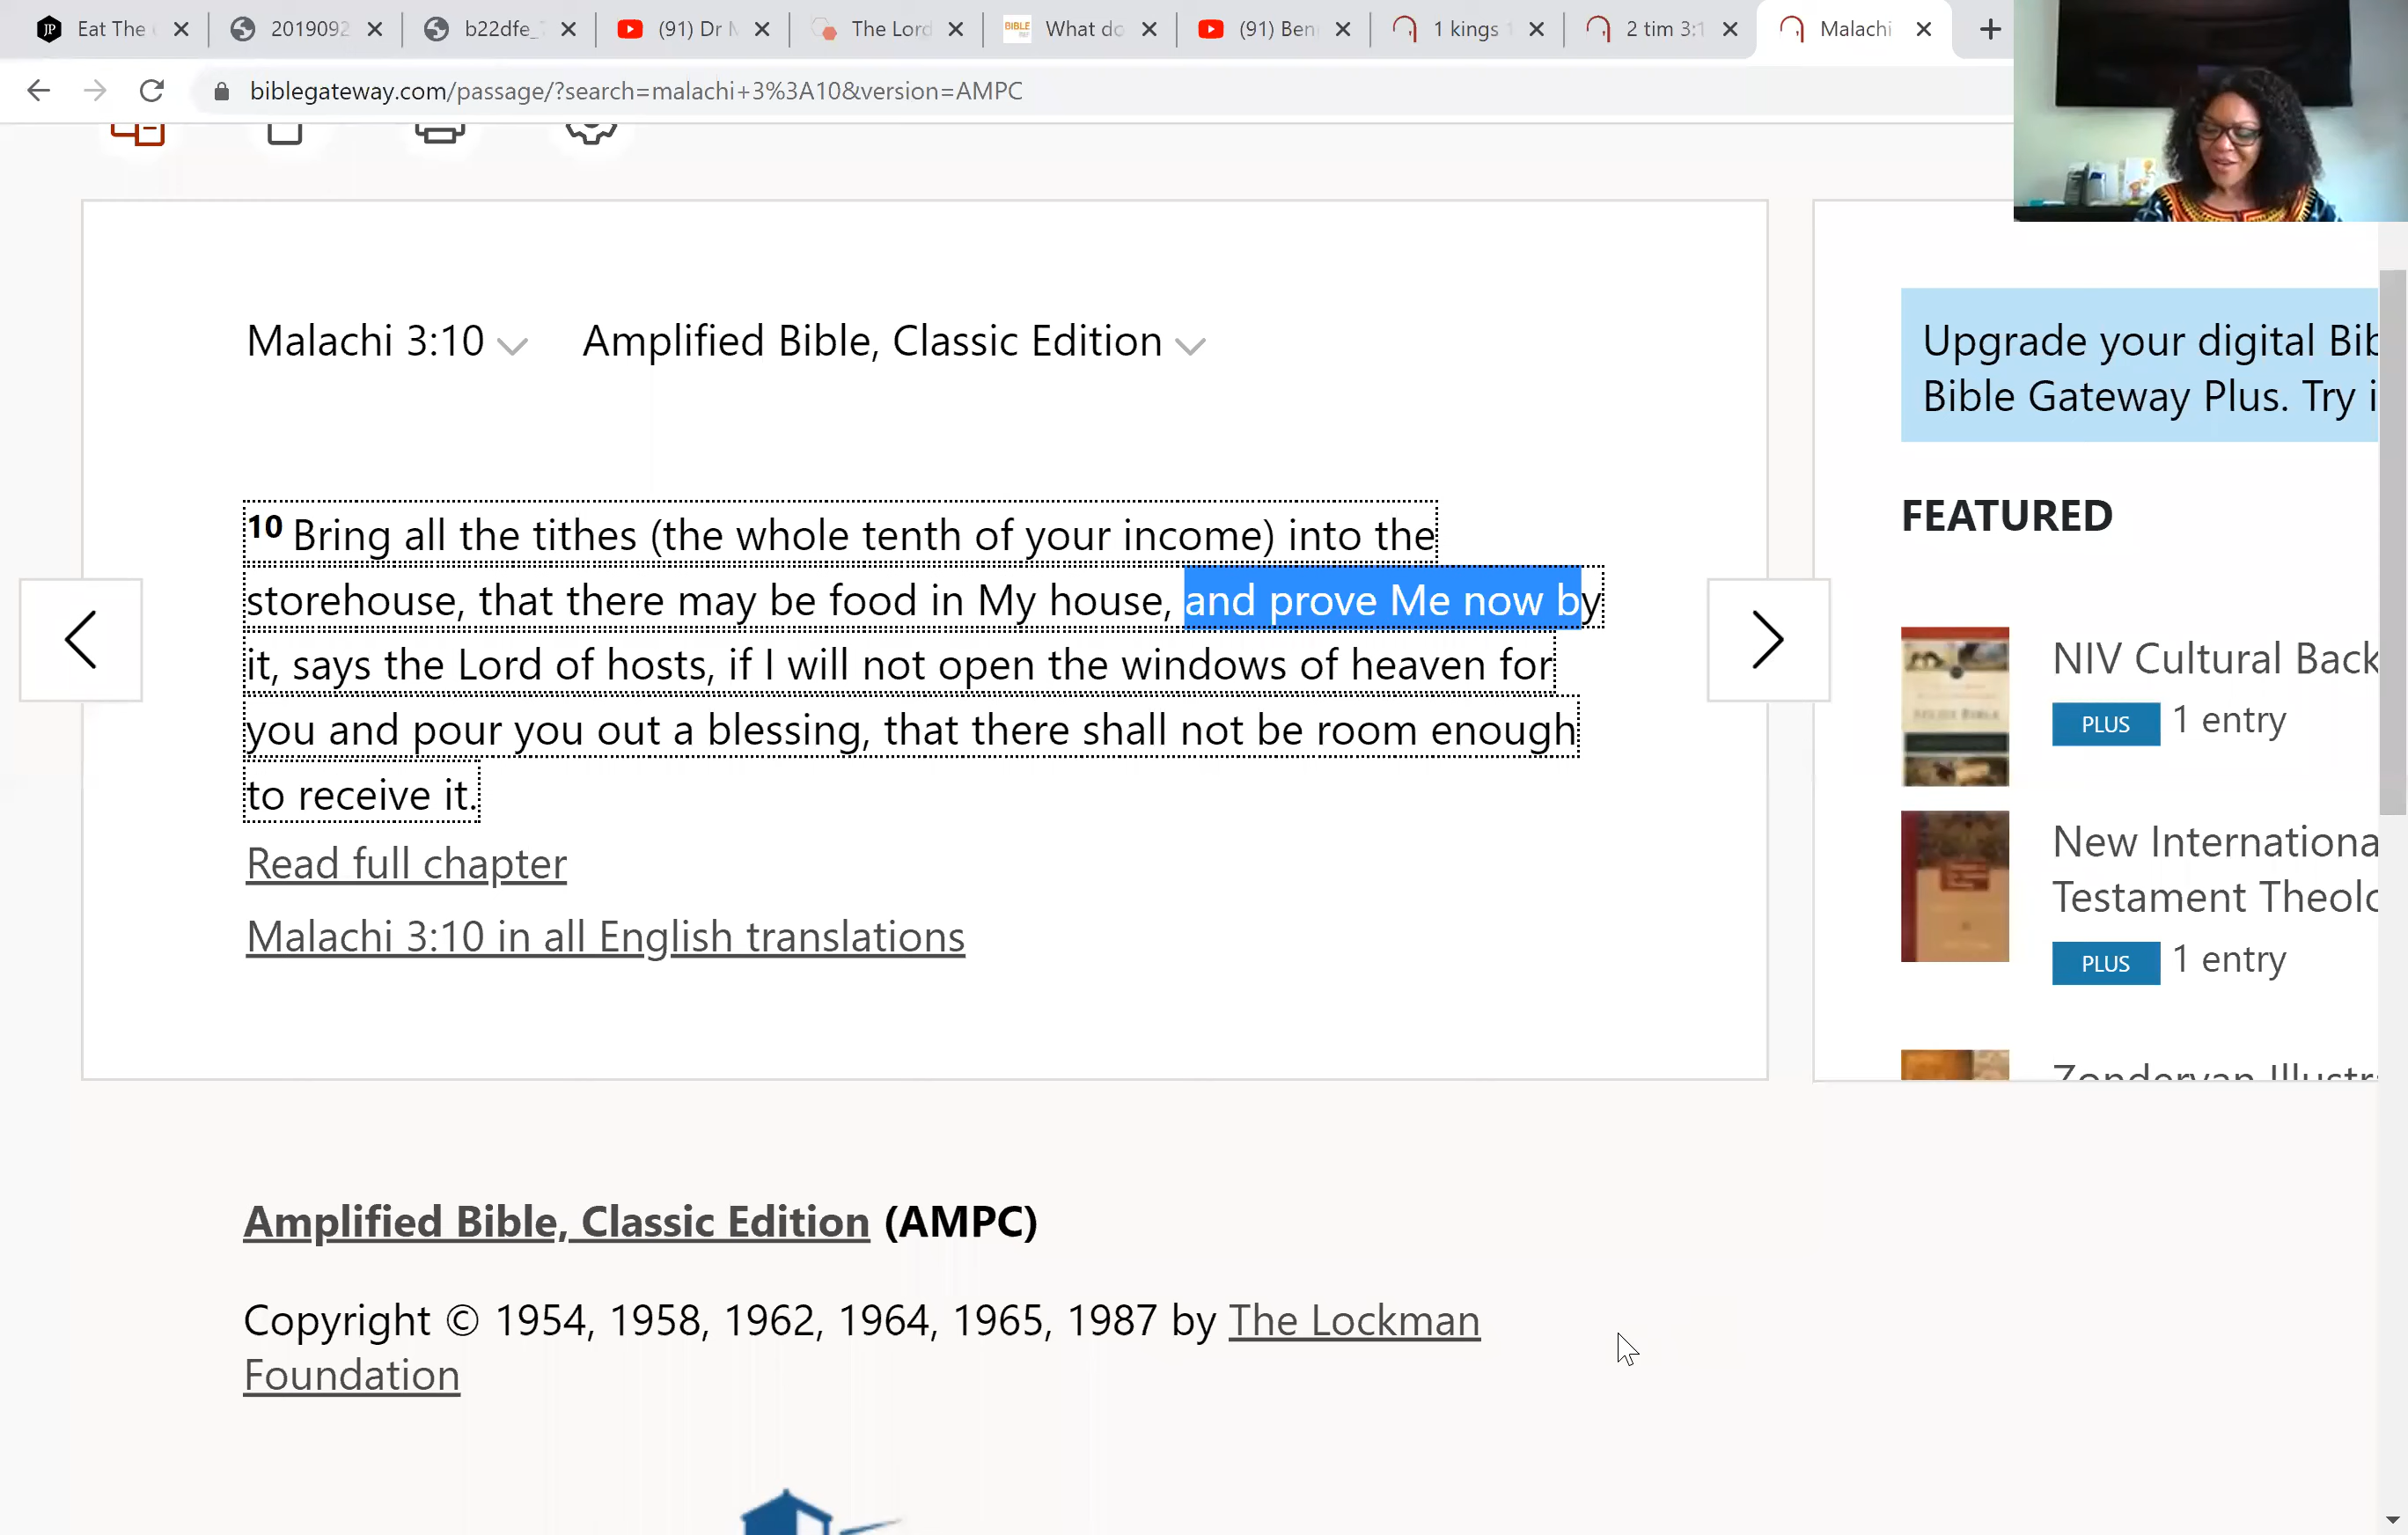 Eat The
2019092
b22dfe_
(91) Dr
The Lord
What do
(91) Ben
1 kings
2 tim 3:1
Malachi
biblegateway.com/passage/?search=malachi+3%3A10&version=AMPC
Malachi 3:10
Amplified Bible, Classic Edition
10 Bring all the tithes (the whole tenth of your income) into the
storehouse, that there may be food in My house, and prove Me now by
it, says the Lord of hosts, if I will not open the windows of heaven for
you and pour you out a blessing, that there shall not be room enough
to receive it.
Read full chapter
Malachi 3:10 in all English translations
Upgrade your digital Bib
Bible Gateway Plus. Try i
FEATURED
NIV Cultural Back
PLUS 1 entry
New Internationa
Testament Theolo
PLUS 1 entry
Zondervan Illustr
Amplified Bible, Classic Edition (AMPC)
Copyright © 1954, 1958, 1962, 1964, 1965, 1987 by The Lockman
Foundation